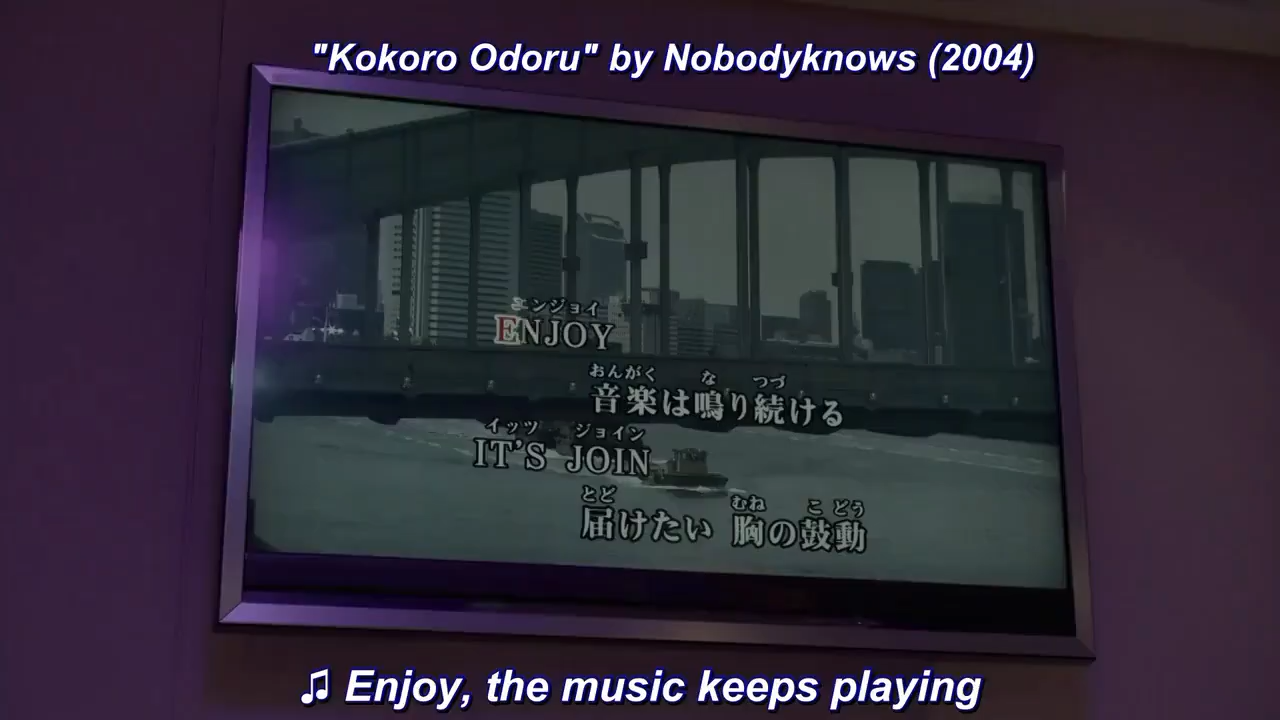 "Kokoro Odoru" by Nobodyknows (2004)
エンジョイ
ENJOY
おんがく な つづ
音楽は鳴り続ける
イッツ ジョイン
IT'S JOIN
とど むね こ どう
届けたい 胸の鼓動
♫ Enjoy, the music keeps playing